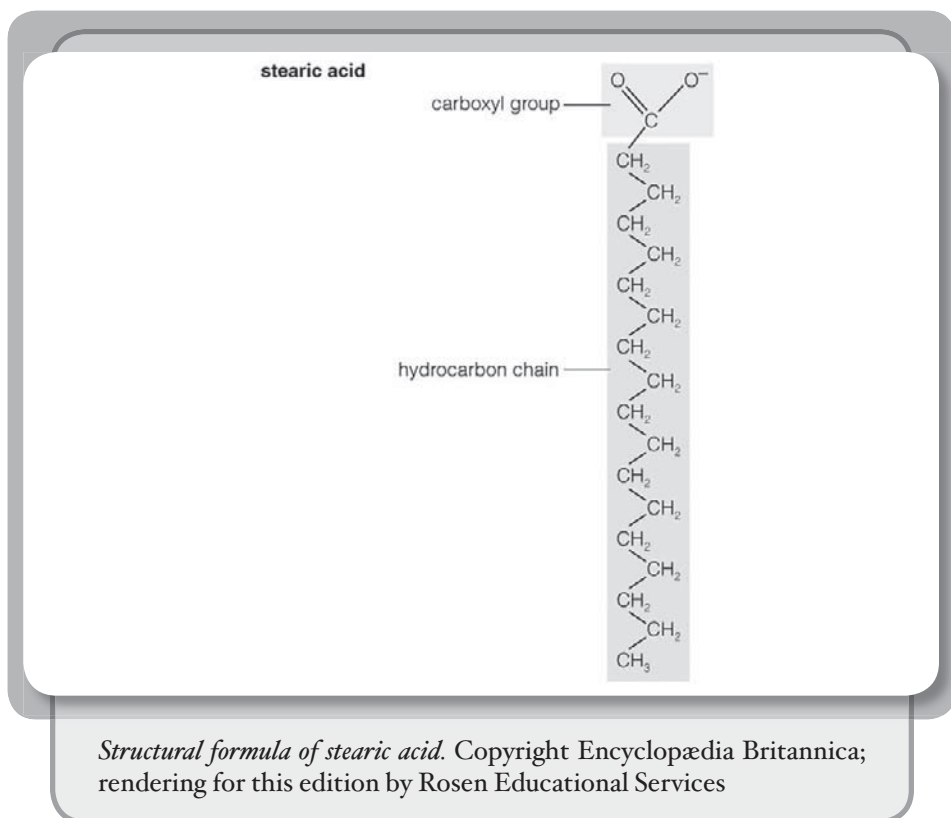 stearic acid
O O⁻
carboxyl group
C
CH₂
CH₂
CH₂
CH₂
CH₂
CH₂
CH₂
hydrocarbon chain
CH₂
CH₂
CH₂
CH₂
CH₂
CH₂
CH₂
CH₂
CH₂
CH₃
Structural formula of stearic acid. Copyright Encyclopædia Britannica;
rendering for this edition by Rosen Educational Services